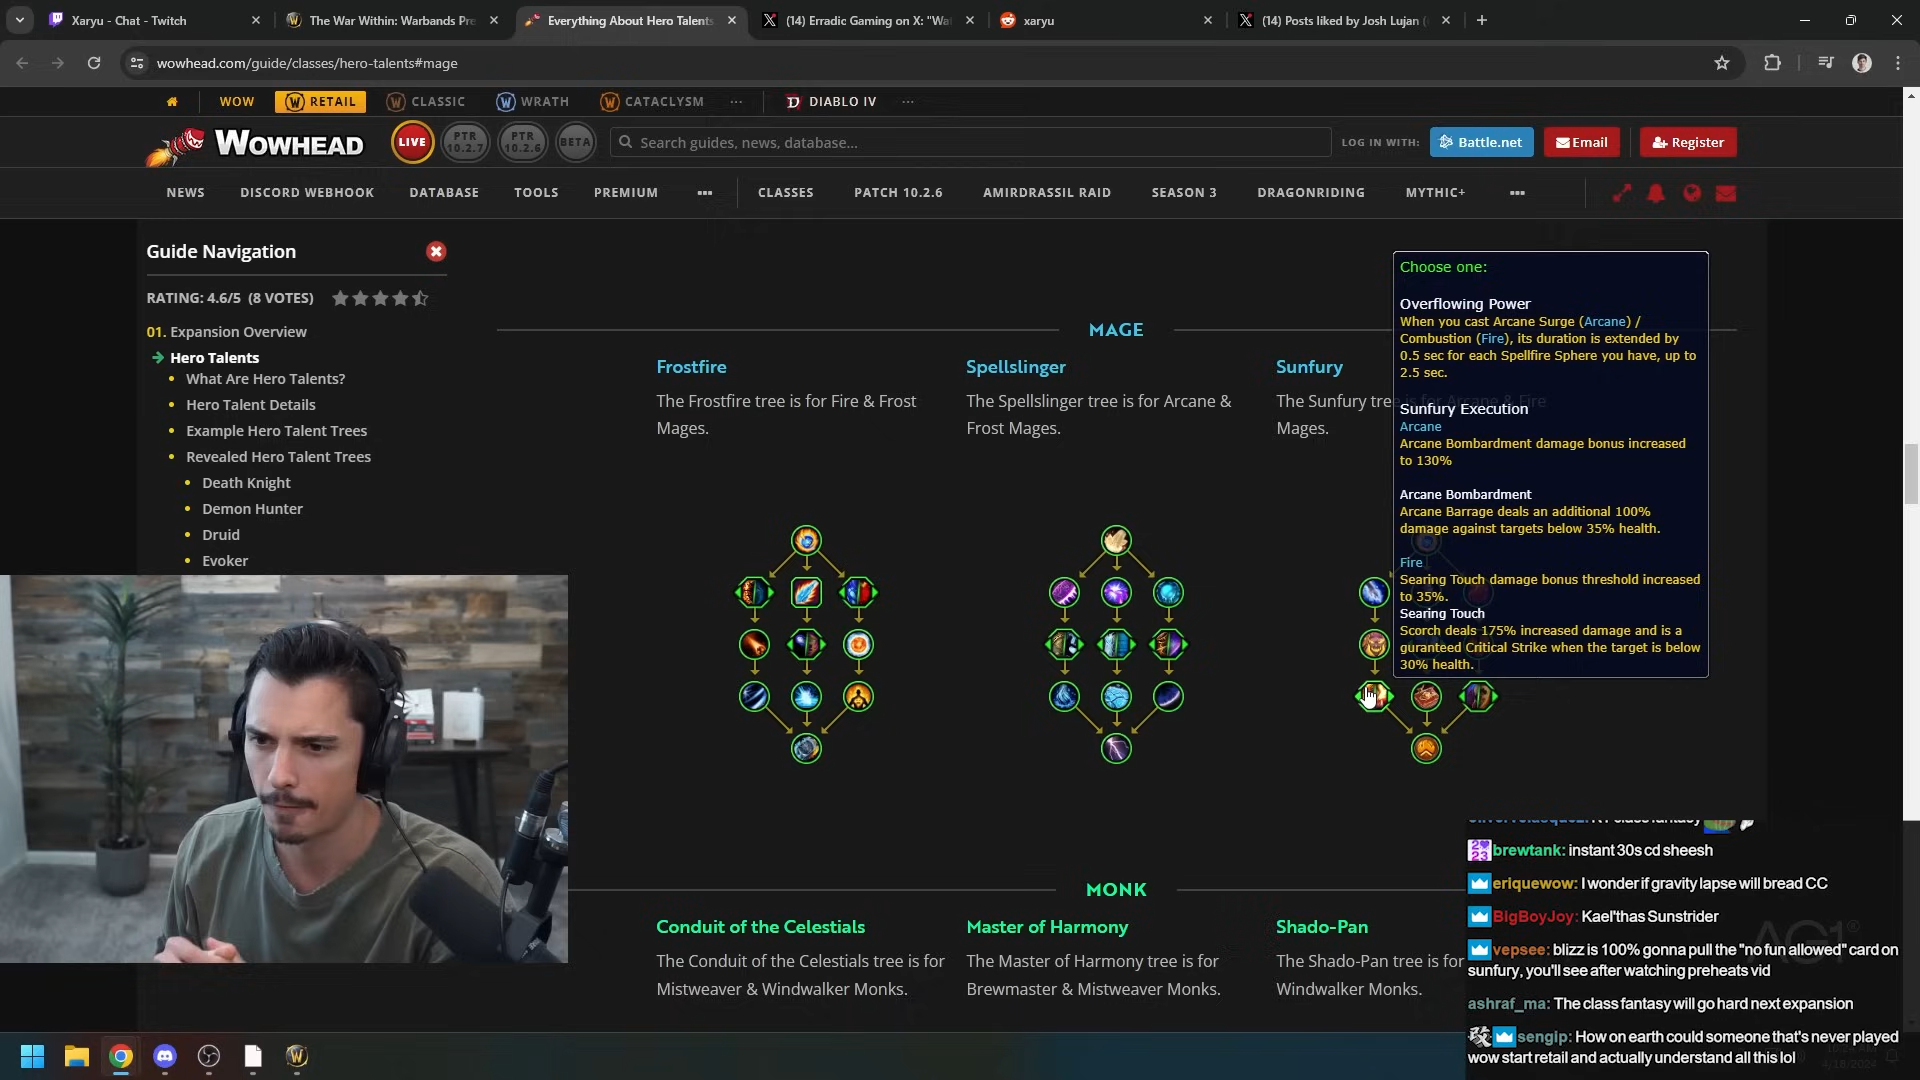 Xaryu - Chat - Twitch
The War Within: Warbands Pre
Everything About Hero Talents
(14) Erradic Gaming on X: "Wa
xaryu
(14) Posts liked by Josh Lujan (
wowhead.com/guide/classes/hero-talents#mage
WOW RETAIL CLASSIC WRATH CATACLYSM ... DIABLO IV ...
WOWHEAD
LIVE
PTR 10.2.7
PTR 10.2.6
BETA
Search guides, news, database...
LOG IN WITH: Battle.net Email Register
NEWS DISCORD WEBHOOK DATABASE TOOLS PREMIUM ... CLASSES PATCH 10.2.6 AMIRDRASSIL RAID SEASON 3 DRAGONRIDING MYTHIC+ ...
Guide Navigation
RATING: 4.6/5 (8 VOTES)
01. Expansion Overview
Hero Talents
What Are Hero Talents?
Hero Talent Details
Example Hero Talent Trees
Revealed Hero Talent Trees
Death Knight
Demon Hunter
Druid
Evoker
MAGE
Frostfire
The Frostfire tree is for Fire & Frost
Mages.
Spellslinger
The Spellslinger tree is for Arcane &
Frost Mages.
Sunfury
The Sunfury tree is for Arcane & Fire
Mages.
Choose one:
Overflowing Power
When you cast Arcane Surge (Arcane) /
Combustion (Fire), its duration is extended by
0.5 sec for each Spellfire Sphere you have, up to
2.5 sec.
Sunfury Execution
Arcane
Arcane Bombardment damage bonus increased
to 130%
Arcane Bombardment
Arcane Barrage deals an additional 100%
damage against targets below 35% health.
Fire
Searing Touch damage bonus threshold increased
to 35%.
Searing Touch
Scorch deals 175% increased damage and is a
guranteed Critical Strike when the target is below
30% health.
MONK
Conduit of the Celestials
The Conduit of the Celestials tree is for
Mistweaver & Windwalker Monks.
Master of Harmony
The Master of Harmony tree is for
Brewmaster & Mistweaver Monks.
Shado-Pan
The Shado-Pan tree is for
Windwalker Monks.
AG1
brewtank: instant 30s cd sheesh
eriquewow: I wonder if gravity lapse will bread CC
BigBoyJoy: Kael'thas Sunstrider
vepsee: blizz is 100% gonna pull the "no fun allowed" card on
sunfury, you'll see after watching preheats vid
ashraf_ma: The class fantasy will go hard next expansion
sengip: How on earth could someone that's never played
wow start retail and actually understand all this lol